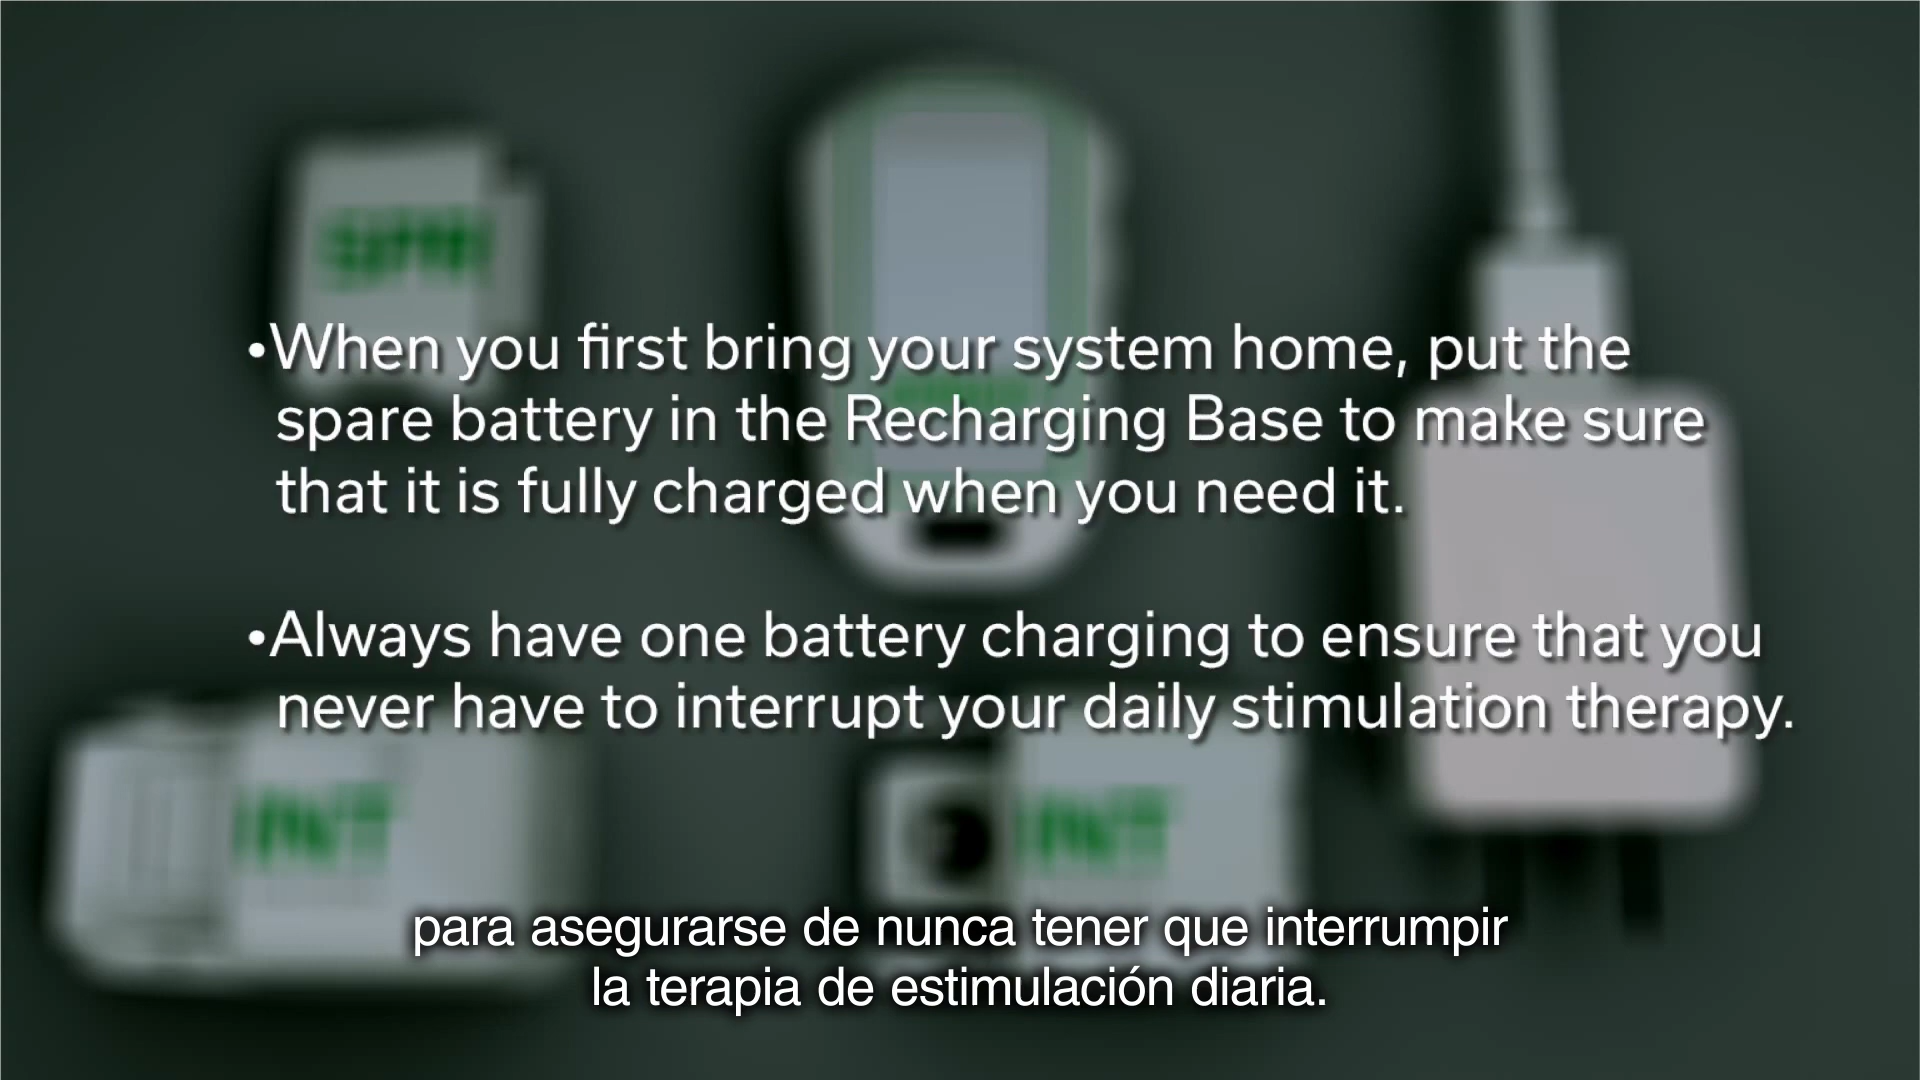 •When you first bring your system home, put the
spare battery in the Recharging Base to make sure
that it is fully charged when you need it.
•Always have one battery charging to ensure that you
never have to interrupt your daily stimulation therapy.
para asegurarse de nunca tener que interrumpir
la terapia de estimulación diaria.